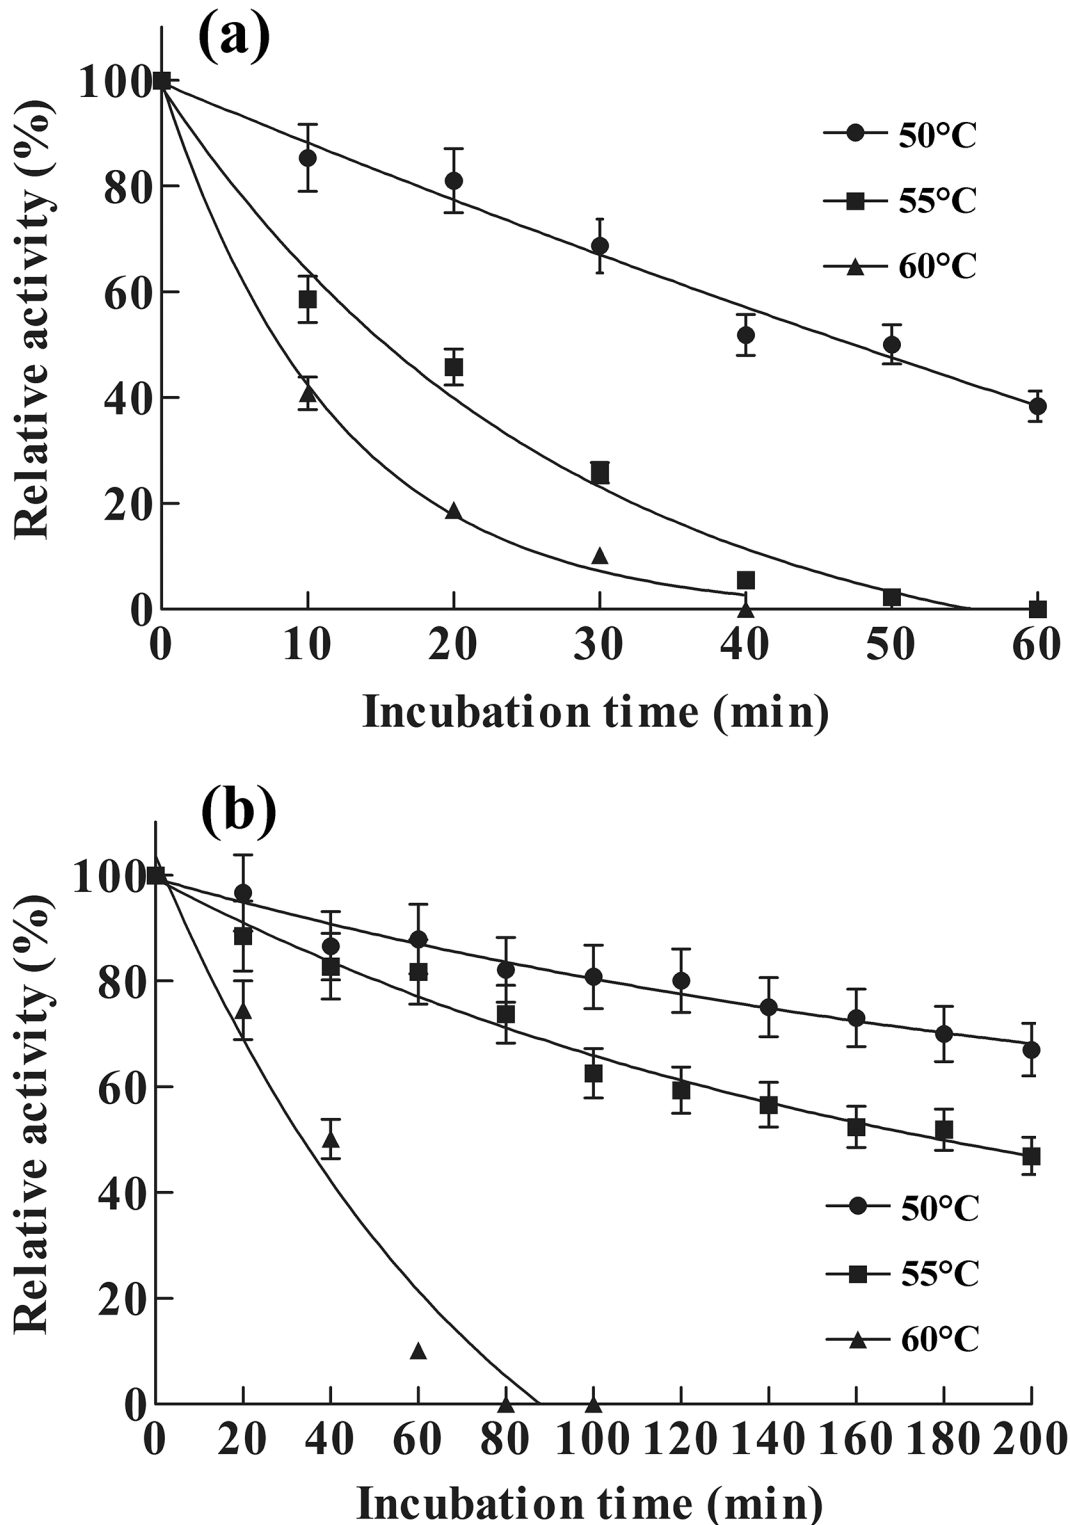 (a)
Relative activity (%)
100
80
60
40
20
0
50°C
55°C
60°C
0 10 20 30 40 50 60
Incubation time (min)
(b)
Relative activity (%)
100
80
60
40
20
0
50°C
55°C
60°C
0 20 40 60 80 100 120 140 160 180 200
Incubation time (min)